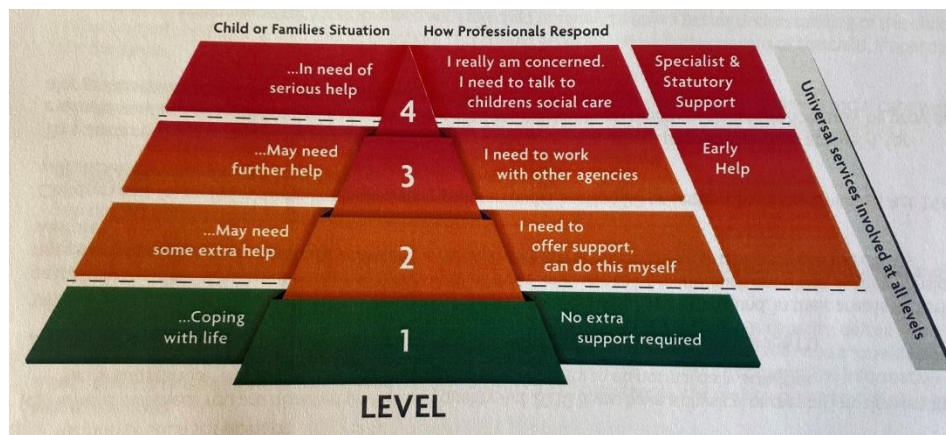 Child or Families Situation
How Professionals Respond
...In need of
serious help
4
I really am concerned.
I need to talk to
childrens social care
Specialist &
Statutory
Support
...May need
further help
3
I need to work
with other agencies
Early
Help
...May need
some extra help
2
I need to
offer support,
can do this myself
...Coping
with life
1
No extra
support required
LEVEL
Universal services involved at all levels